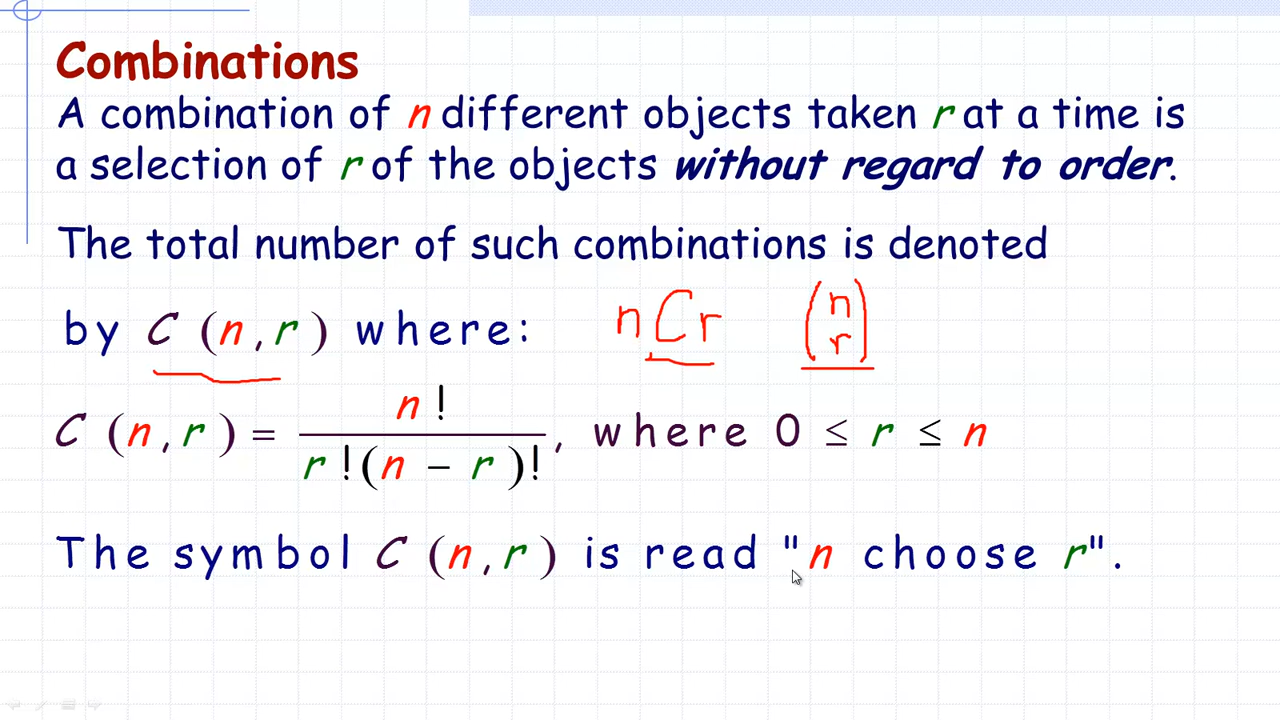 Combinations
A combination of n different objects taken r at a time is
a selection of r of the objects without regard to order.
The total number of such combinations is denoted
by C (n,r) where: nCr (n r)
C (n,r) = n! / r!(n – r)!, where 0 ≤ r ≤ n
The symbol C (n,r) is read "n choose r".